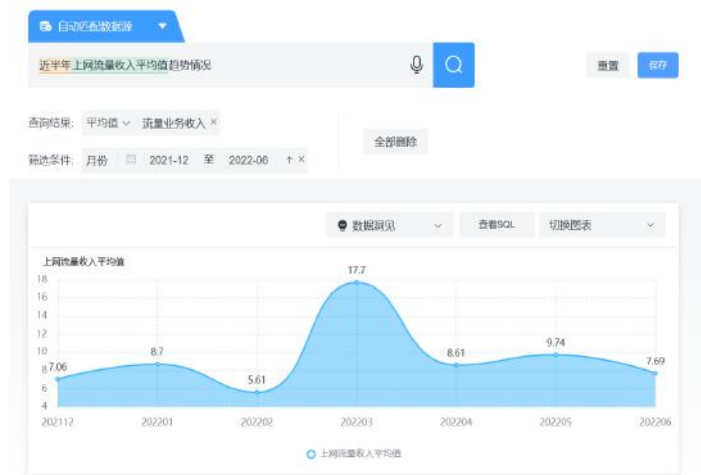 自动匹配数据源
近半年上网流量收入平均值趋势情况
重置
保存
查询结果: 平均值 流量业务收入 ×
全部删除
筛选条件: 月份 2021-12 至 2022-06 ↑ ×
数据洞见
查看SQL
切换图表
上网流量收入平均值
18
16
14
12
10
8
6
4
7.06
8.7
5.61
17.7
8.61
9.74
7.69
202112 202201 202202 202203 202204 202205 202206
上网流量收入平均值